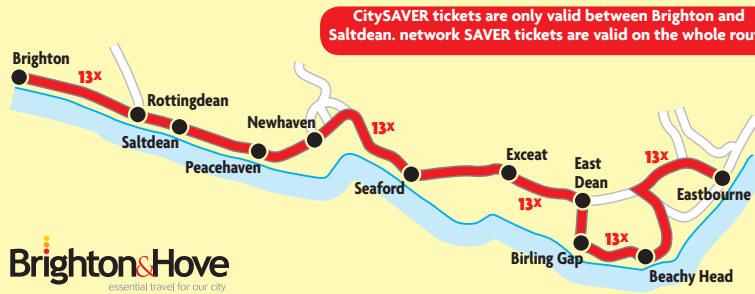 CitySAVER tickets are only valid between Brighton and
Saltdean. network SAVER tickets are valid on the whole
Brighton
13x
Rottingdean
Saltdean
Peacehaven
Newhaven
13x
Seaford
Exceat
13x
East
Dean
13x
Eastbourne
Birling Gap
13x
Beachy Head
Brighton&Hove
essential travel for our city